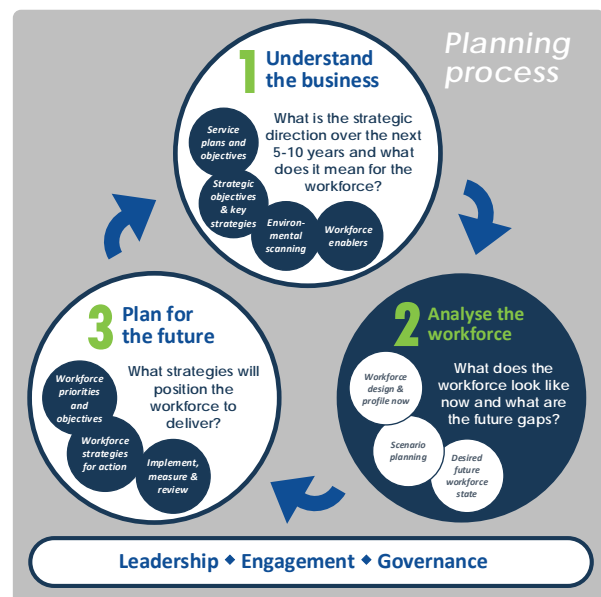 Planning
process
1 Understand
the business
What is the strategic
direction over the next
5-10 years and what
does it mean for the
workforce?
Service
plans and
objectives
Strategic
objectives
& key
strategies
Environ-
mental
scanning
Workforce
enablers
2 Analyse the
workforce
What does the
workforce look like
now and what are
the future gaps?
Workforce
design &
profile now
Scenario
planning
Desired
future
workforce
state
3 Plan for
the future
What strategies will
position the
workforce to
deliver?
Workforce
priorities
and
objectives
Workforce
strategies
for action
Implement,
measure &
review
Leadership ◆ Engagement ◆ Governance